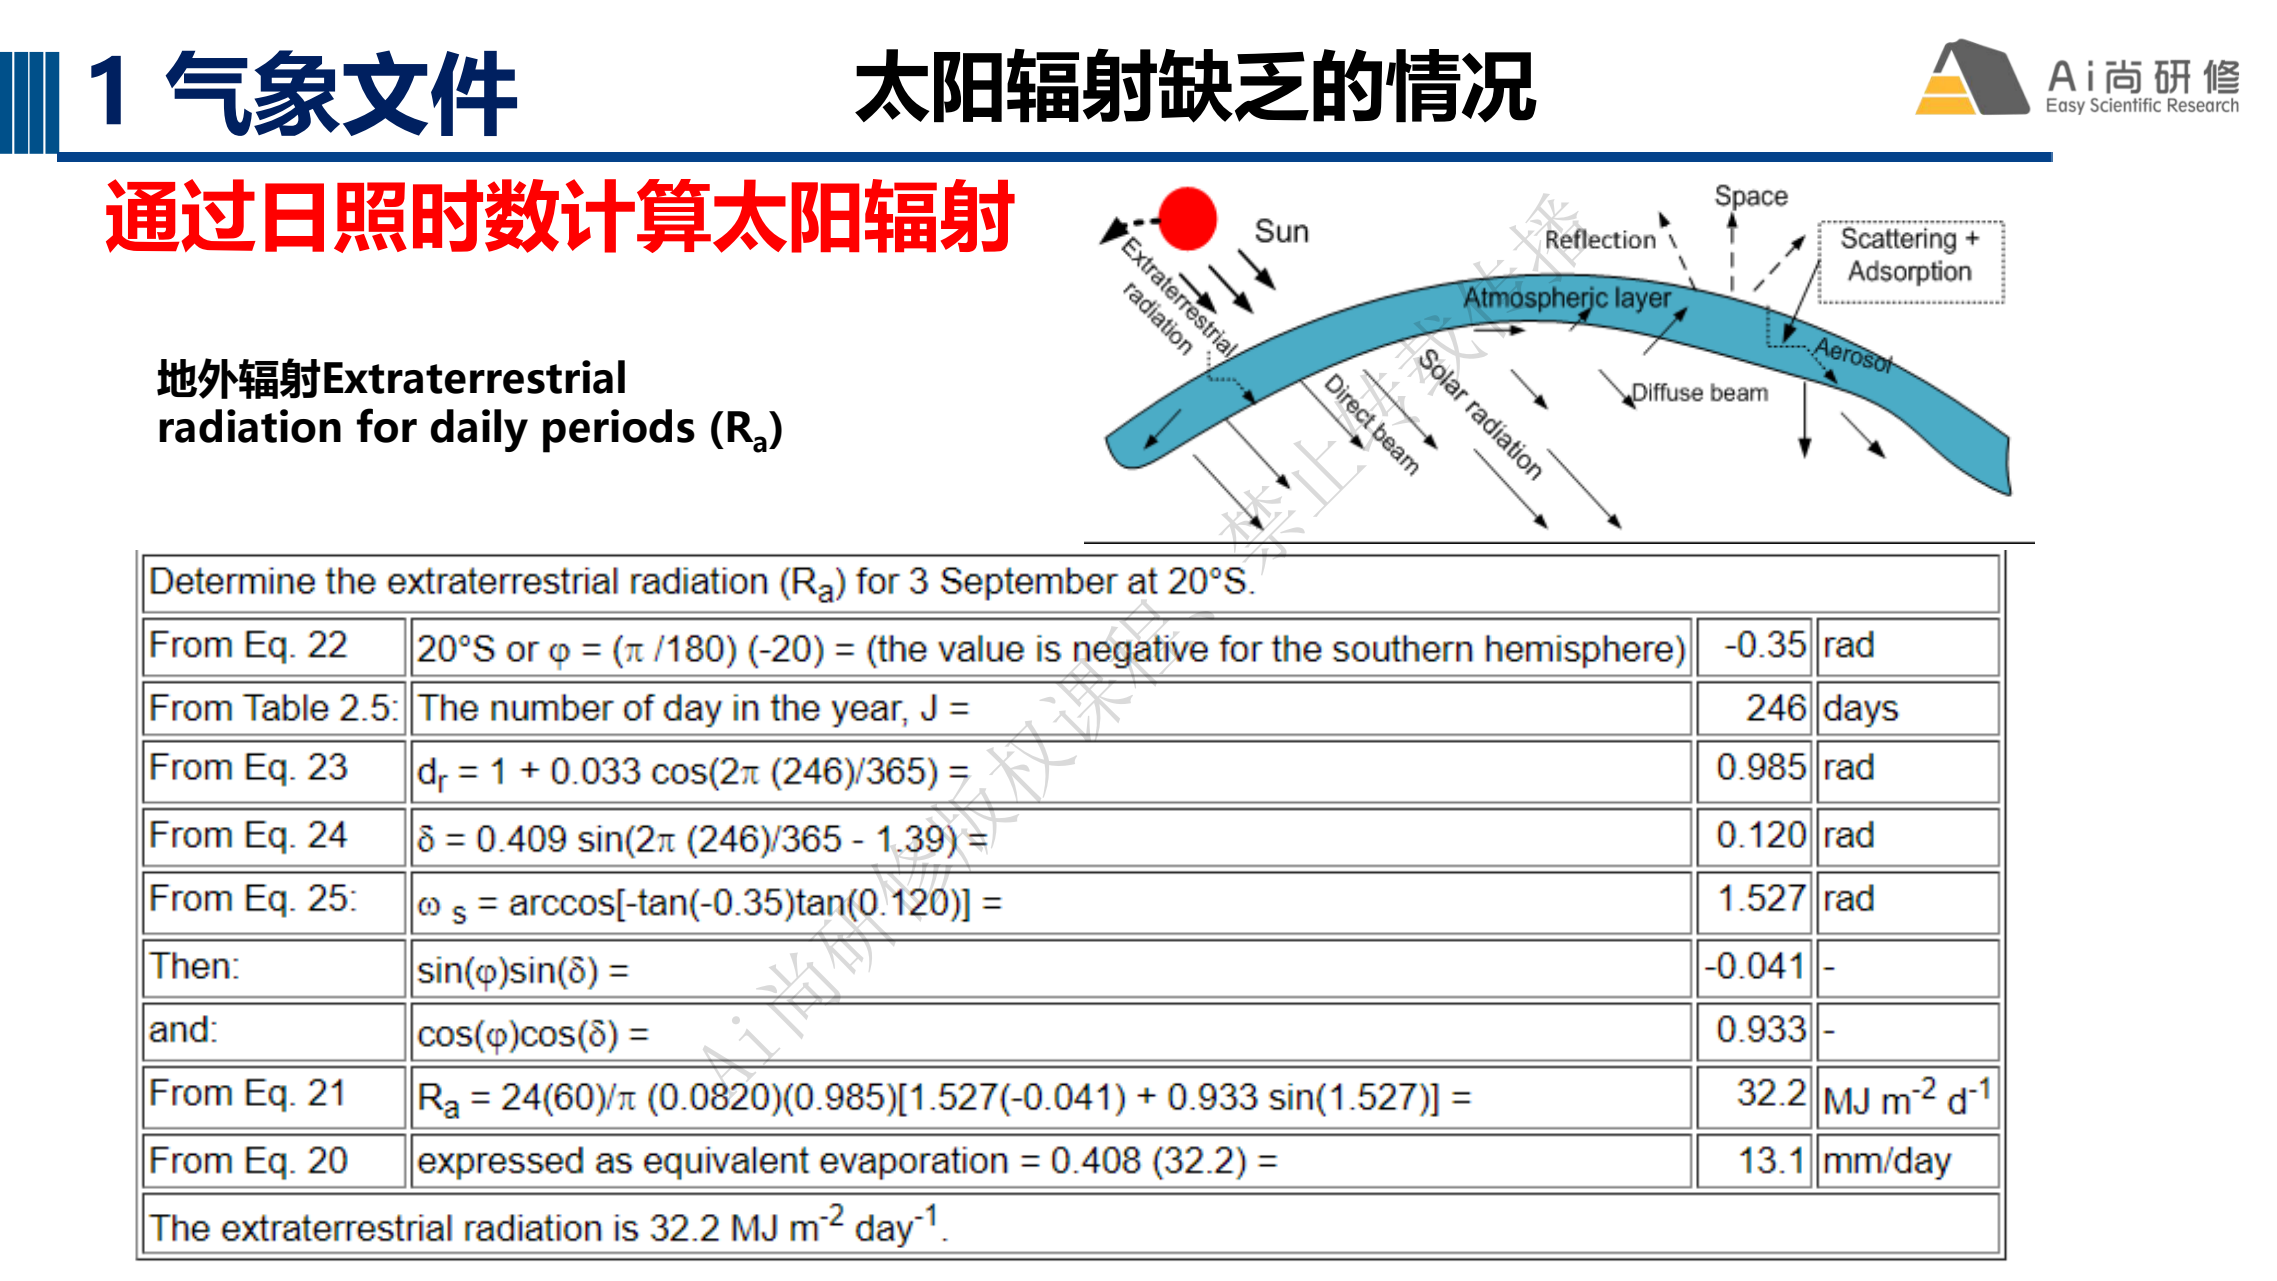 1 气象文件
太阳辐射缺乏的情况
Ai尚研修
Easy Scientific Research
通过日照时数计算太阳辐射
地外辐射Extraterrestrial
radiation for daily periods (Ra)
Sun
Extraterrestrial
radiation
Space
Reflection
Scattering +
Adsorption
Atmospheric layer
Aerosol
Solar radiation
Direct beam
Diffuse beam
Determine the extraterrestrial radiation (Ra) for 3 September at 20°S.
From Eq. 22 20°S or φ = (π /180) (-20) = (the value is negative for the southern hemisphere) -0.35 rad
From Table 2.5: The number of day in the year, J = 246 days
From Eq. 23 dr = 1 + 0.033 cos(2π (246)/365) = 0.985 rad
From Eq. 24 δ = 0.409 sin(2π (246)/365 - 1.39) = 0.120 rad
From Eq. 25: ω s = arccos[-tan(-0.35)tan(0.120)] = 1.527 rad
Then: sin(φ)sin(δ) = -0.041 -
and: cos(φ)cos(δ) = 0.933 -
From Eq. 21 Ra = 24(60)/π (0.0820)(0.985)[1.527(-0.041) + 0.933 sin(1.527)] = 32.2 MJ m-2 d-1
From Eq. 20 expressed as equivalent evaporation = 0.408 (32.2) = 13.1 mm/day
The extraterrestrial radiation is 32.2 MJ m-2 day-1.
Ai尚研修版权课程、禁止转载传播